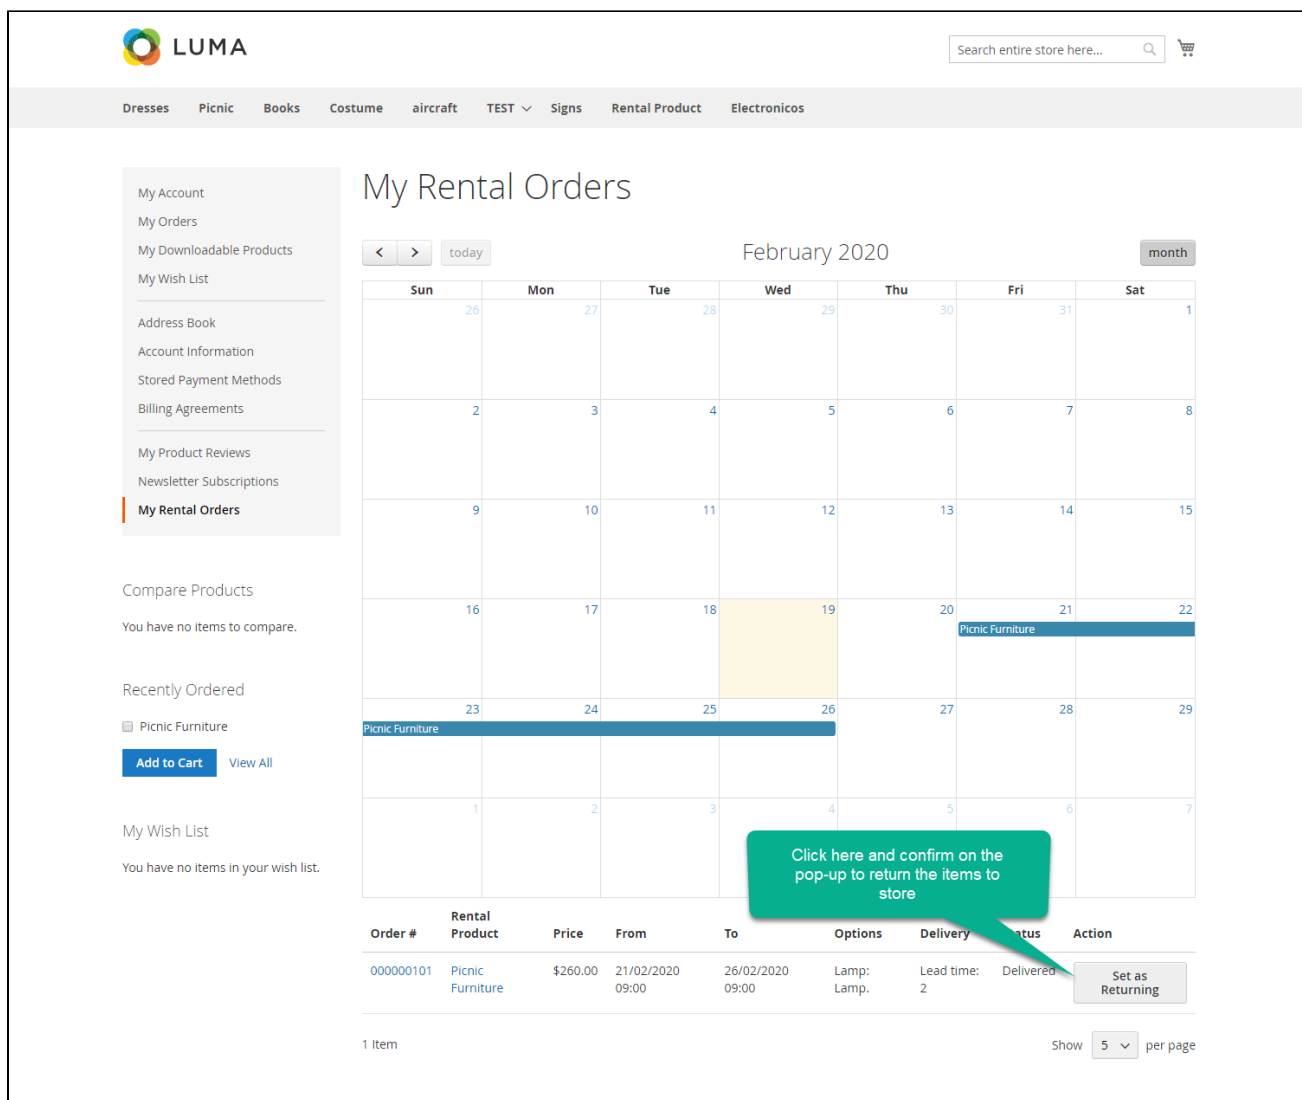 LUMA
Search entire store here...
Dresses Picnic Books Costume aircraft TEST Signs Rental Product Electronicos
My Account
My Orders
My Downloadable Products
My Wish List
Address Book
Account Information
Stored Payment Methods
Billing Agreements
My Product Reviews
Newsletter Subscriptions
My Rental Orders
Compare Products
You have no items to compare.
Recently Ordered
Picnic Furniture
Add to Cart View All
My Wish List
You have no items in your wish list.
My Rental Orders
< > today February 2020 month
Sun Mon Tue Wed Thu Fri Sat
26 27 28 29 30 31 1
2 3 4 5 6 7 8
9 10 11 12 13 14 15
16 17 18 19 20 21 22
Picnic Furniture
23 24 25 26 27 28 29
Picnic Furniture
1 2 3 4 5 6 7
Click here and confirm on the
pop-up to return the items to
store
Rental
Order # Product Price From To Options Delivery Action
000000101 Picnic $260.00 21/02/2020 26/02/2020 Lamp: Lead time: Delivered Set as
Furniture 09:00 09:00 Lamp. 2 Returning
1 Item
Show 5 per page